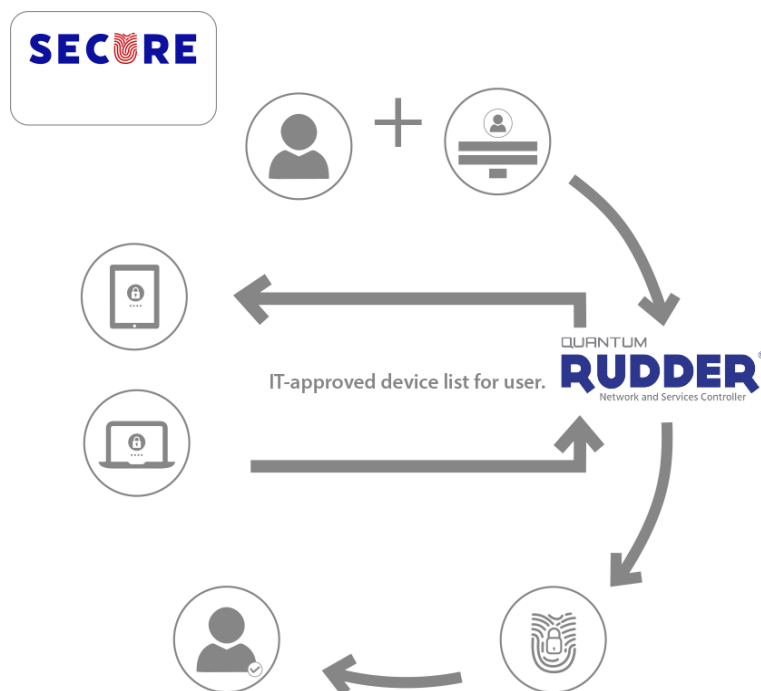 SECURE
IT-approved device list for user.
QUANTUM
RUDDER®
Network and Services Controller